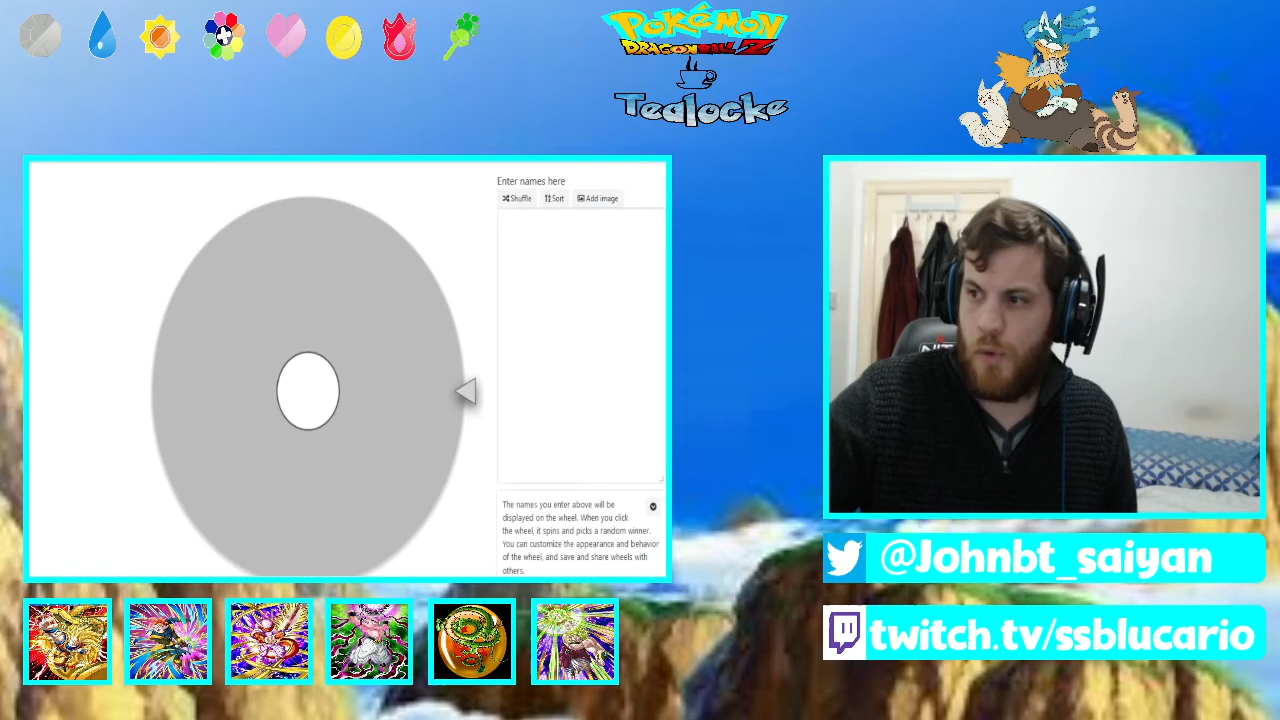 Pokémon
DRAGONBALL Z
Tealocke
Enter names here
Shuffle Sort Add image
The names you enter above will be
displayed on the wheel. When you click
the wheel, it spins and picks a random winner.
You can customize the appearance and behavior
of the wheel, and save and share wheels with
others.
@Johnbt_saiyan
twitch.tv/ssblucario